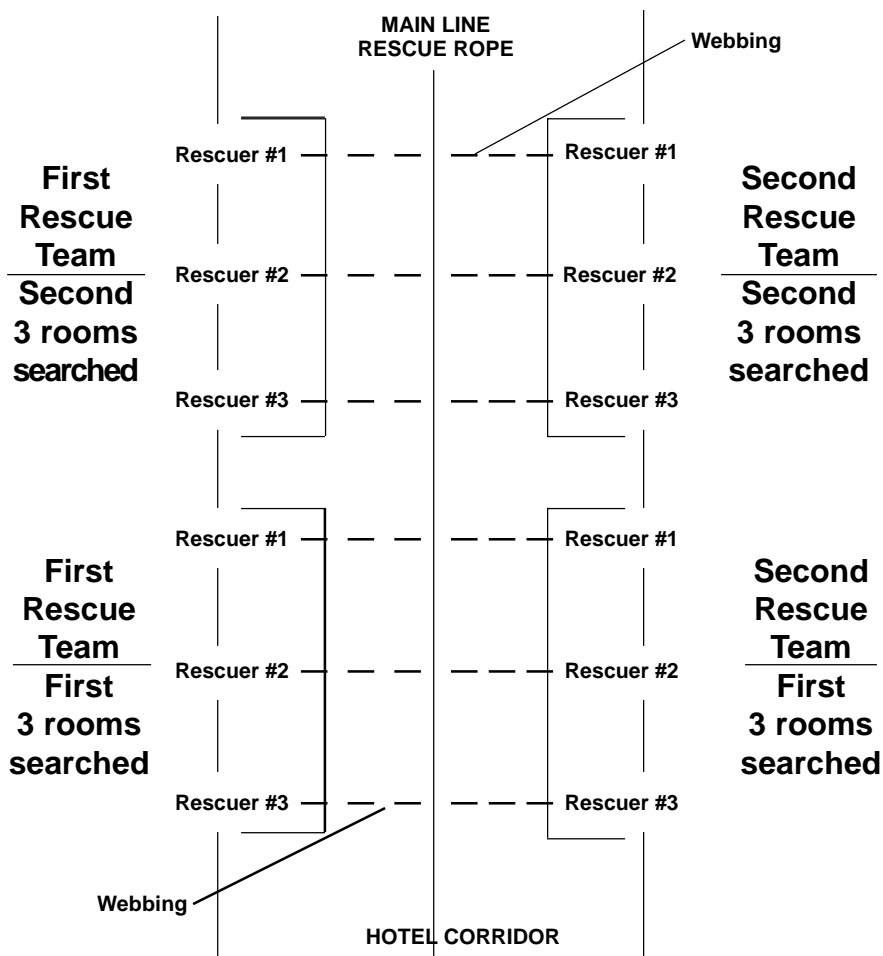 MAIN LINE
RESCUE ROPE
Webbing
Rescuer #1
Rescuer #1
First
Rescue
Team
Second
3 rooms
searched
Second
Rescue
Team
Second
3 rooms
searched
Rescuer #2
Rescuer #2
Rescuer #3
Rescuer #3
Rescuer #1
Rescuer #1
First
Rescue
Team
First
3 rooms
searched
Second
Rescue
Team
First
3 rooms
searched
Rescuer #2
Rescuer #2
Rescuer #3
Rescuer #3
Webbing
HOTEL CORRIDOR